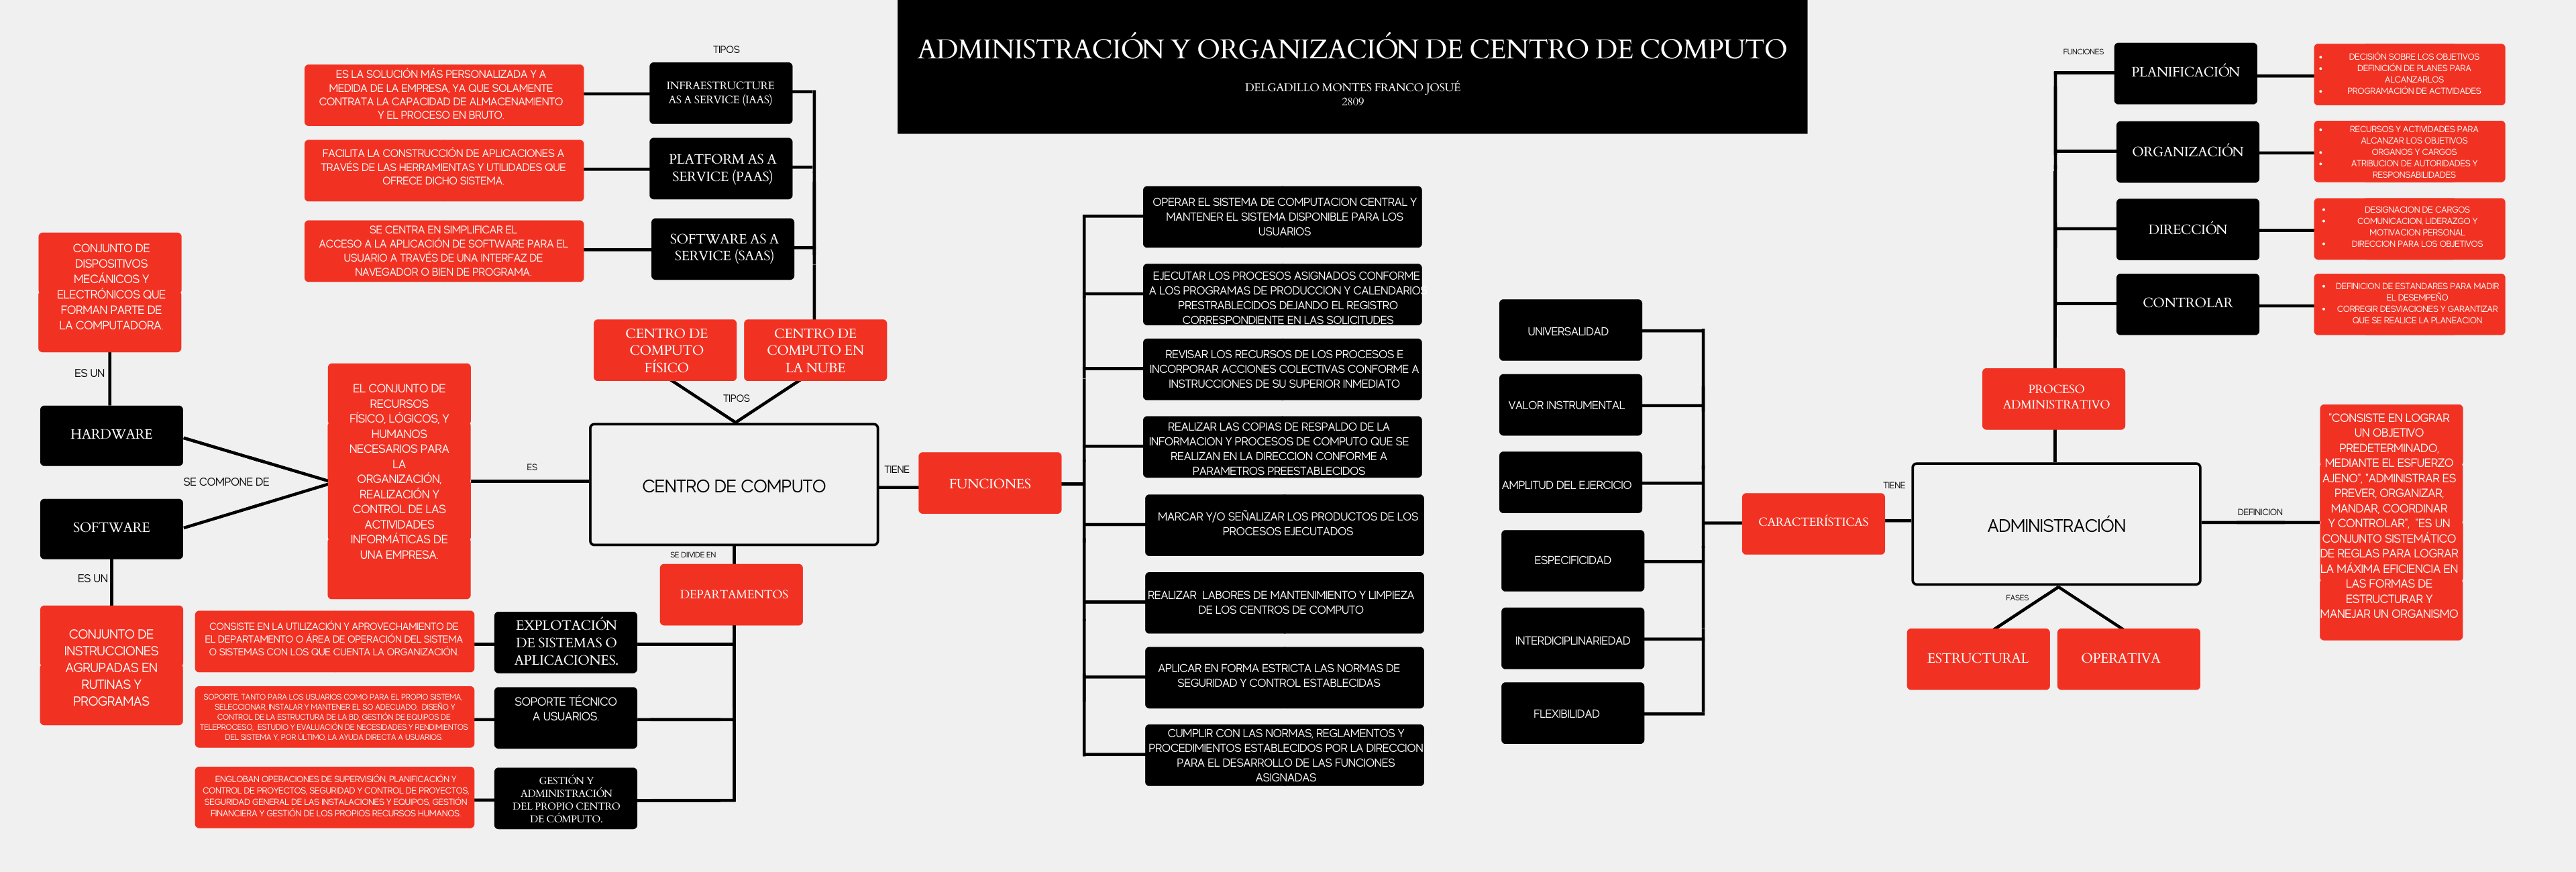 ADMINISTRACIÓN Y ORGANIZACIÓN DE CENTRO DE COMPUTO
DELGADILLO MONTES FRANCO JOSUÉ
2809
TIPOS
INFRAESTRUCTURE
AS A SERVICE (IAAS)
ES LA SOLUCIÓN MÁS PERSONALIZADA Y A
MEDIDA DE LA EMPRESA, YA QUE SOLAMENTE
CONTRATA LA CAPACIDAD DE ALMACENAMIENTO
Y EL PROCESO EN BRUTO.
PLATFORM AS A
SERVICE (PAAS)
FACILITA LA CONSTRUCCIÓN DE APLICACIONES A
TRAVÉS DE LAS HERRAMIENTAS Y UTILIDADES QUE
OFRECE DICHO SISTEMA.
SOFTWARE AS A
SERVICE (SAAS)
SE CENTRA EN SIMPLIFICAR EL
ACCESO A LA APLICACIÓN DE SOFTWARE PARA EL
USUARIO A TRAVÉS DE UNA INTERFAZ DE
NAVEGADOR O BIEN DE PROGRAMA.
CENTRO DE
COMPUTO
FÍSICO
CENTRO DE
COMPUTO EN
LA NUBE
TIPOS
CONJUNTO DE
DISPOSITIVOS
MECÁNICOS Y
ELECTRÓNICOS QUE
FORMAN PARTE DE
LA COMPUTADORA.
ES UN
HARDWARE
SE COMPONE DE
SOFTWARE
ES UN
CONJUNTO DE
INSTRUCCIONES
AGRUPADAS EN
RUTINAS Y
PROGRAMAS
EL CONJUNTO DE
RECURSOS
FÍSICO, LÓGICOS, Y
HUMANOS
NECESARIOS PARA
LA
ORGANIZACIÓN,
REALIZACIÓN Y
CONTROL DE LAS
ACTIVIDADES
INFORMÁTICAS DE
UNA EMPRESA.
ES
CENTRO DE COMPUTO
TIENE
FUNCIONES
SE DIIVIDE EN
DEPARTAMENTOS
EXPLOTACIÓN
DE SISTEMAS O
APLICACIONES.
CONSISTE EN LA UTILIZACIÓN Y APROVECHAMIENTO DE
EL DEPARTAMENTO O ÁREA DE OPERACIÓN DEL SISTEMA
O SISTEMAS CON LOS QUE CUENTA LA ORGANIZACIÓN.
SOPORTE TÉCNICO
A USUARIOS.
SOPORTE, TANTO PARA LOS USUARIOS COMO PARA EL PROPIO SISTEMA,
SELECCIONAR, INSTALAR Y MANTENER EL SO ADECUADO, DISEÑO Y
CONTROL DE LA ESTRUCTURA DE LA BD, GESTIÓN DE EQUIPOS DE
TELEPROCESO, ESTUDIO Y EVALUACIÓN DE NECESIDADES Y RENDIMIENTOS
DEL SISTEMA Y, POR ÚLTIMO, LA AYUDA DIRECTA A USUARIOS.
GESTIÓN Y
ADMINISTRACIÓN
DEL PROPIO CENTRO
DE CÓMPUTO.
ENGLOBAN OPERACIONES DE SUPERVISIÓN, PLANIFICACIÓN Y
CONTROL DE PROYECTOS, SEGURIDAD Y CONTROL DE PROYECTOS,
SEGURIDAD GENERAL DE LAS INSTALACIONES Y EQUIPOS, GESTIÓN
FINANCIERA Y GESTIÓN DE LOS PROPIOS RECURSOS HUMANOS.
OPERAR EL SISTEMA DE COMPUTACION CENTRAL Y
MANTENER EL SISTEMA DISPONIBLE PARA LOS
USUARIOS
EJECUTAR LOS PROCESOS ASIGNADOS CONFORME
A LOS PROGRAMAS DE PRODUCCION Y CALENDARIOS
PRESTRABLECIDOS DEJANDO EL REGISTRO
CORRESPONDIENTE EN LAS SOLICITUDES
REVISAR LOS RECURSOS DE LOS PROCESOS E
INCORPORAR ACCIONES COLECTIVAS CONFORME A
INSTRUCCIONES DE SU SUPERIOR INMEDIATO
REALIZAR LAS COPIAS DE RESPALDO DE LA
INFORMACION Y PROCESOS DE COMPUTO QUE SE
REALIZAN EN LA DIRECCION CONFORME A
PARAMETROS PREESTABLECIDOS
MARCAR Y/O SEÑALIZAR LOS PRODUCTOS DE LOS
PROCESOS EJECUTADOS
REALIZAR LABORES DE MANTENIMIENTO Y LIMPIEZA
DE LOS CENTROS DE COMPUTO
APLICAR EN FORMA ESTRICTA LAS NORMAS DE
SEGURIDAD Y CONTROL ESTABLECIDAS
CUMPLIR CON LAS NORMAS, REGLAMENTOS Y
PROCEDIMIENTOS ESTABLECIDOS POR LA DIRECCION
PARA EL DESARROLLO DE LAS FUNCIONES
ASIGNADAS
UNIVERSALIDAD
VALOR INSTRUMENTAL
AMPLITUD DEL EJERCICIO
ESPECIFICIDAD
INTERDICIPLINARIEDAD
FLEXIBILIDAD
CARACTERÍSTICAS
TIENE
ADMINISTRACIÓN
FUNCIONES
PLANIFICACIÓN
• DECISIÓN SOBRE LOS OBJETIVOS
• DEFINICIÓN DE PLANES PARA
ALCANZARLOS
• PROGRAMACIÓN DE ACTIVIDADES
ORGANIZACIÓN
• RECURSOS Y ACTIVIDADES PARA
ALCANZAR LOS OBJETIVOS
• ORGANOS Y CARGOS
• ATRIBUCION DE AUTORIDADES Y
RESPONSABILIDADES
DIRECCIÓN
• DESIGNACION DE CARGOS
• COMUNICACION, LIDERAZGO Y
MOTIVACION PERSONAL
• DIRECCION PARA LOS OBJETIVOS
CONTROLAR
• DEFINICION DE ESTANDARES PARA MADIR
EL DESEMPEÑO
• CORREGIR DESVIACIONES Y GARANTIZAR
QUE SE REALICE LA PLANEACION
PROCESO
ADMINISTRATIVO
DEFINICION
"CONSISTE EN LOGRAR
UN OBJETIVO
PREDETERMINADO,
MEDIANTE EL ESFUERZO
AJENO", "ADMINISTRAR ES
PREVER, ORGANIZAR,
MANDAR, COORDINAR
Y CONTROLAR", "ES UN
CONJUNTO SISTEMÁTICO
DE REGLAS PARA LOGRAR
LA MÁXIMA EFICIENCIA EN
LAS FORMAS DE
ESTRUCTURAR Y
MANEJAR UN ORGANISMO
FASES
ESTRUCTURAL
OPERATIVA